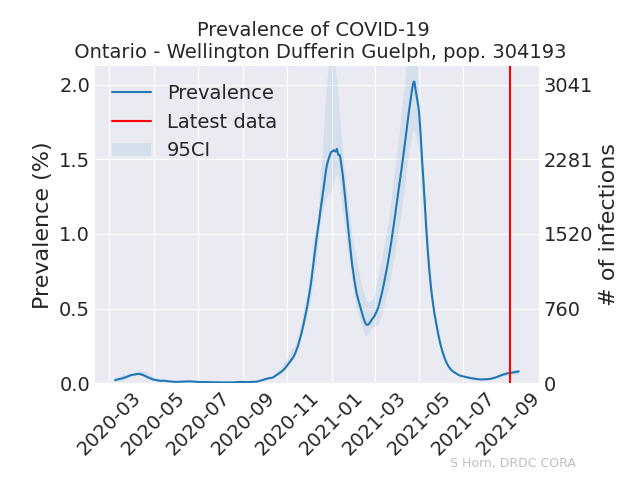 Prevalence of COVID-19
Ontario - Wellington Dufferin Guelph, pop. 304193
Prevalence
Latest data
95CI
Prevalence (%)
2.0
1.5
1.0
0.5
0.0
3041
2281
1520
760
0
# of infections
2020-03
2020-05
2020-07
2020-09
2020-11
2021-01
2021-03
2021-05
2021-07
2021-09
S Horn, DRDC CORA